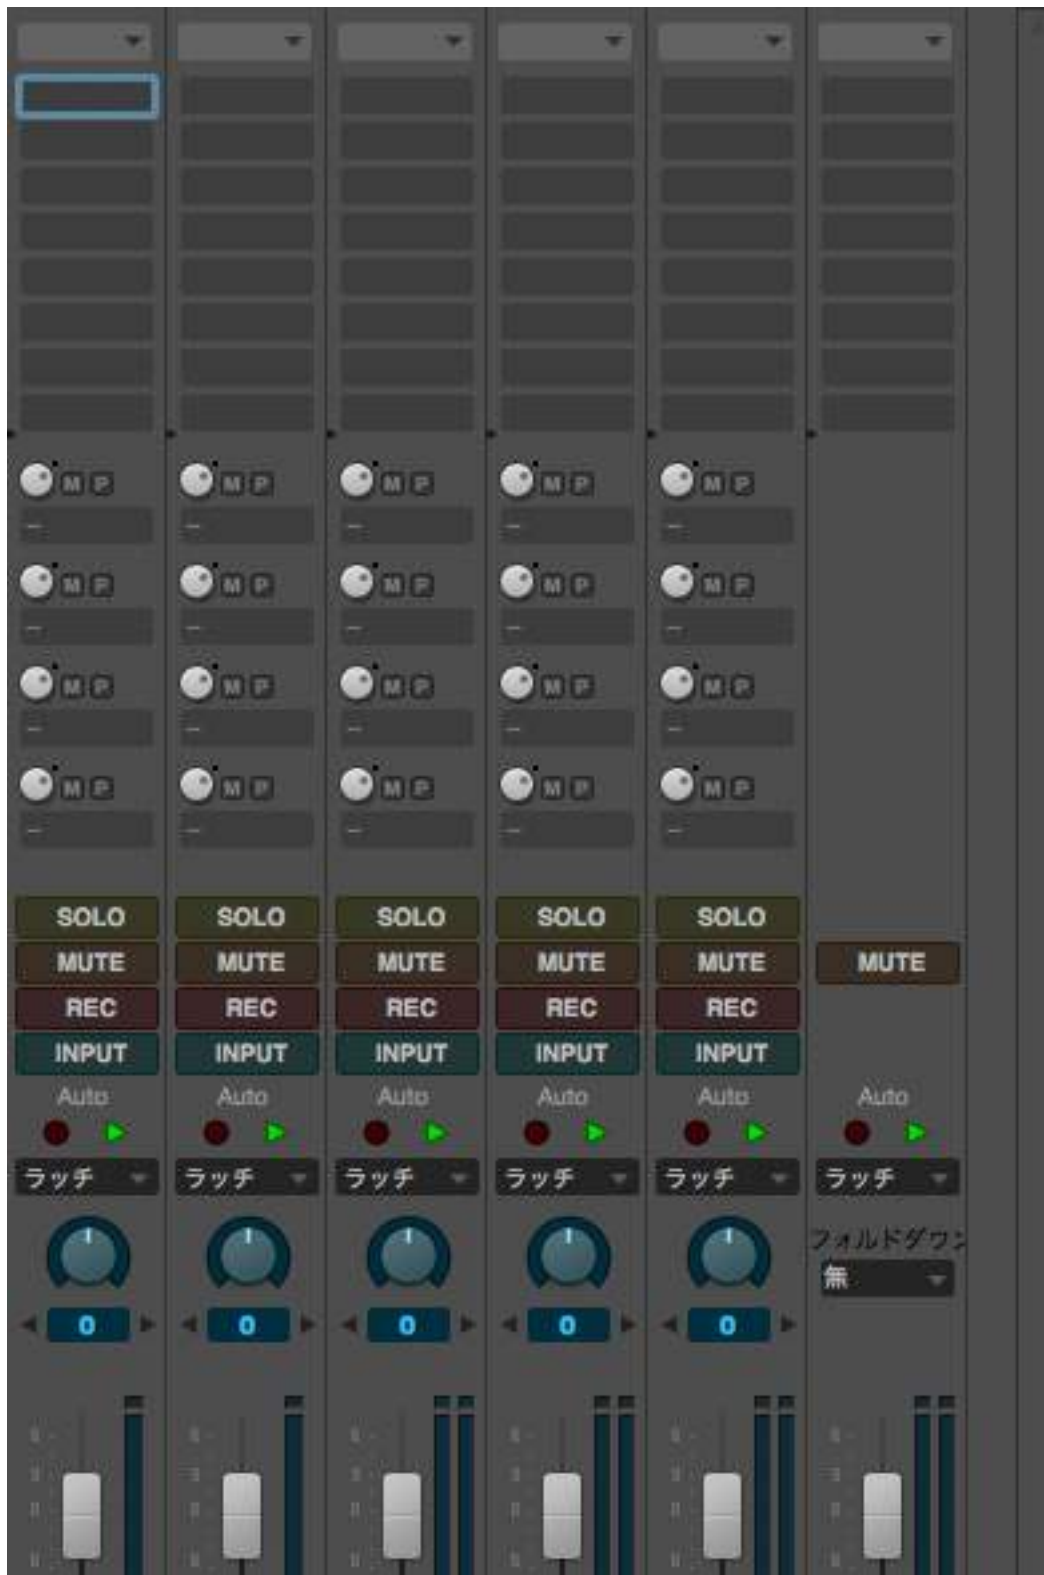 M P M P M P M P M P
-- -- -- -- --
M P M P M P M P M P
-- -- -- -- --
M P M P M P M P M P
-- -- -- -- --
M P M P M P M P M P
-- -- -- -- --
SOLO SOLO SOLO SOLO SOLO
MUTE MUTE MUTE MUTE MUTE MUTE
REC REC REC REC REC
INPUT INPUT INPUT INPUT INPUT
Auto Auto Auto Auto Auto Auto
ラッチ ラッチ ラッチ ラッチ ラッチ ラッチ
フォルドダウン
無
0 0 0 0 0